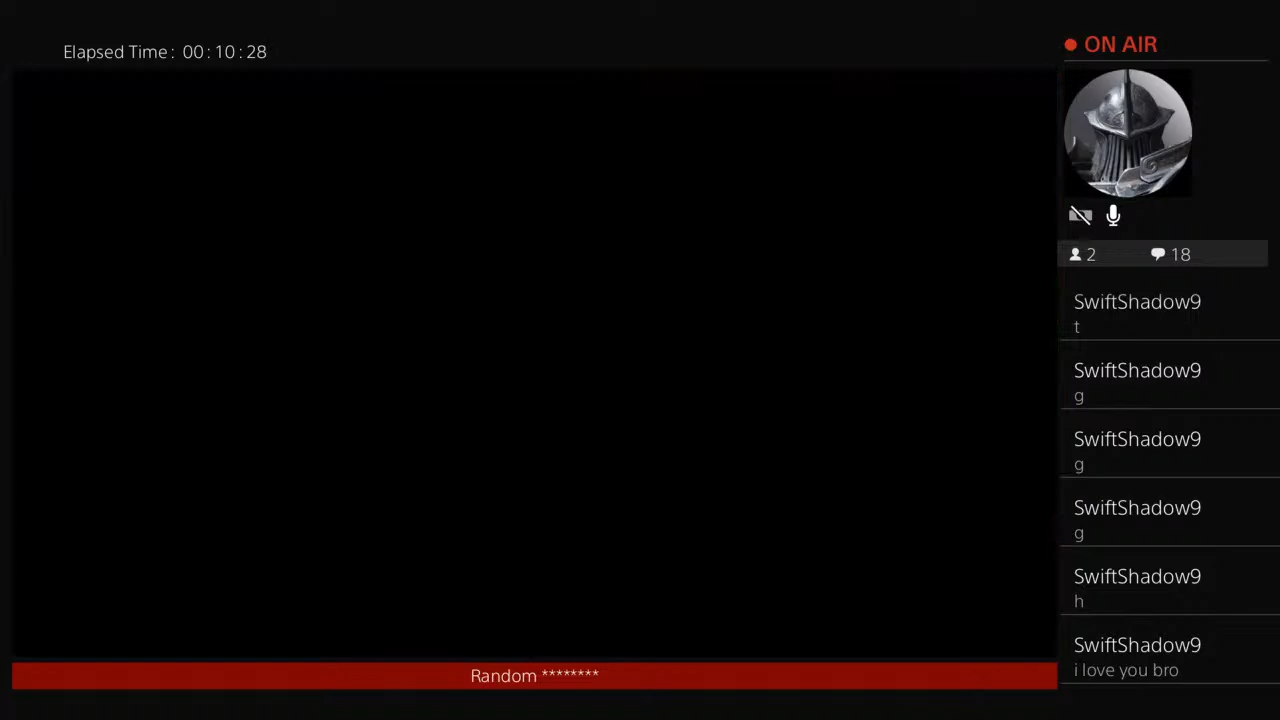 Elapsed Time: 00:10:28
ON AIR
2 18
SwiftShadow9
t
SwiftShadow9
g
SwiftShadow9
g
SwiftShadow9
g
SwiftShadow9
h
SwiftShadow9
i love you bro
Random ********